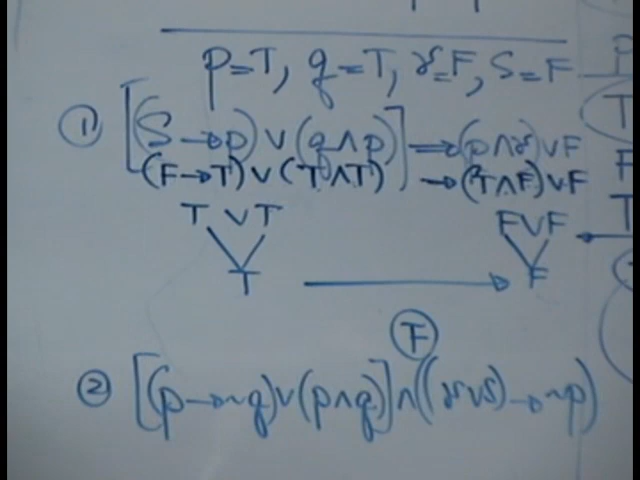 p=T, q=T, r=F, S=F
① [(S→p)∨(q∧p)]→(p∧r)∨F
(F→T)∨(T∧T)]→(T∧F)∨F
T∨T F∨F
T → F
F
② [(p→~q)∨(p∧q)]∧((r∨s)→~p)